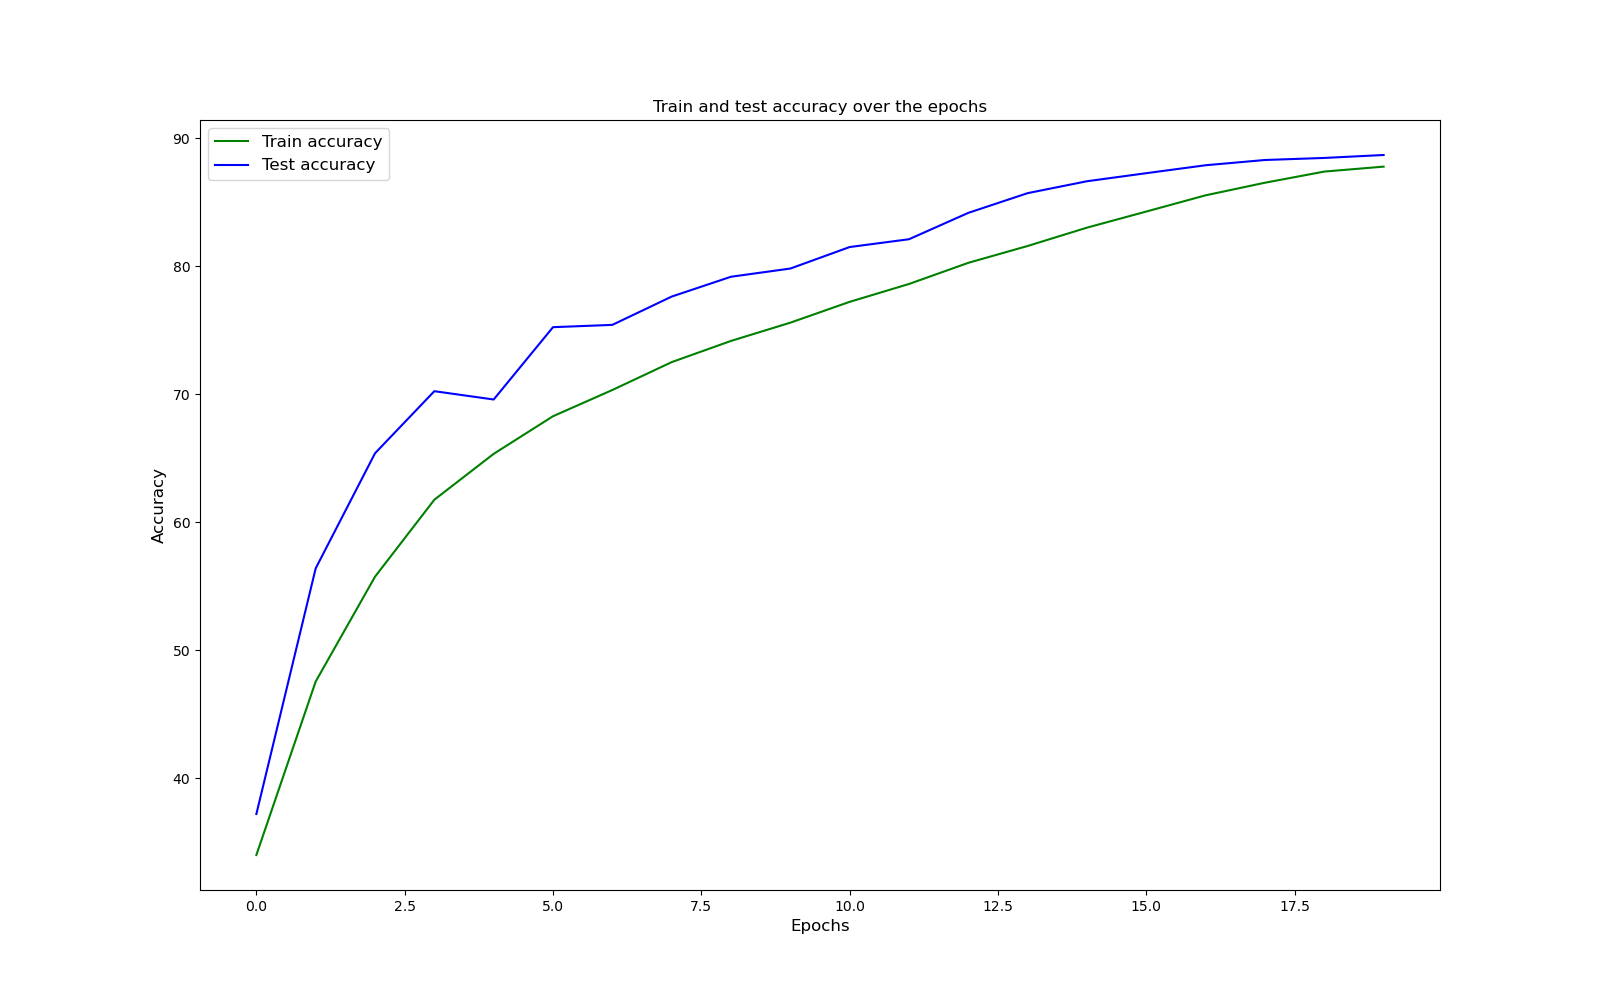 Train and test accuracy over the epochs
Train accuracy
Test accuracy
90
80
70
60
50
40
Accuracy
0.0 2.5 5.0 7.5 10.0 12.5 15.0 17.5
Epochs